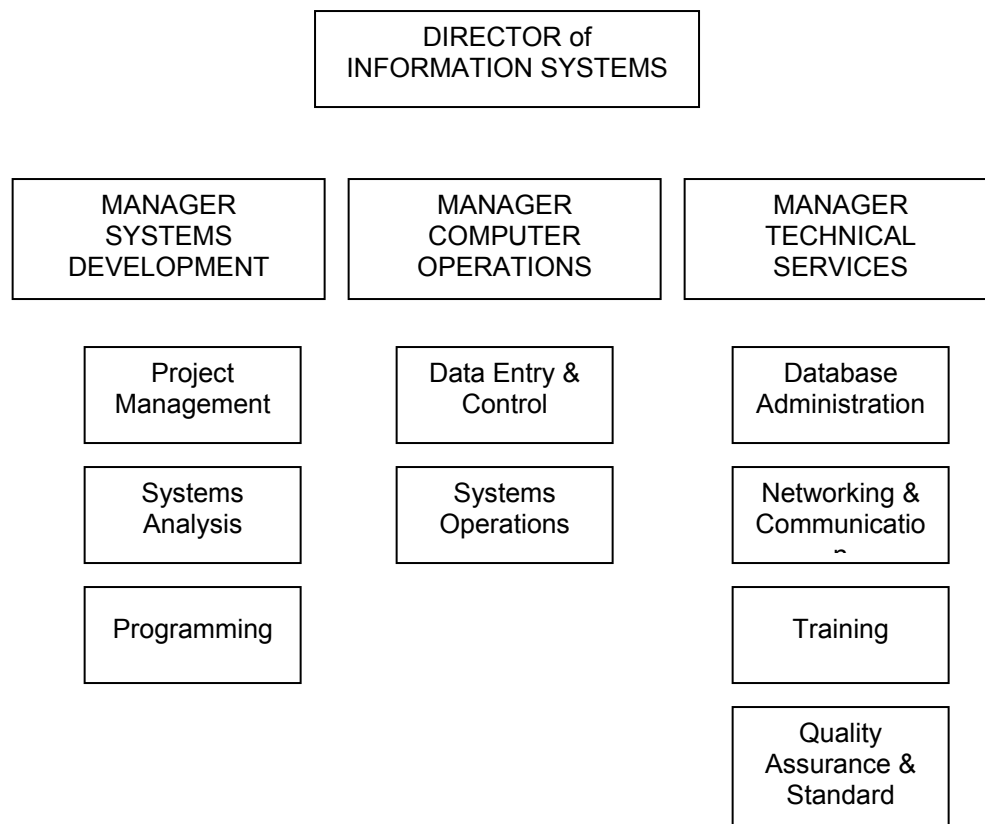 DIRECTOR of
INFORMATION SYSTEMS
MANAGER
SYSTEMS
DEVELOPMENT
MANAGER
COMPUTER
OPERATIONS
MANAGER
TECHNICAL
SERVICES
Project
Management
Data Entry &
Control
Database
Administration
Systems
Analysis
Systems
Operations
Networking &
Communicatio
n
Programming
Training
Quality
Assurance &
Standard